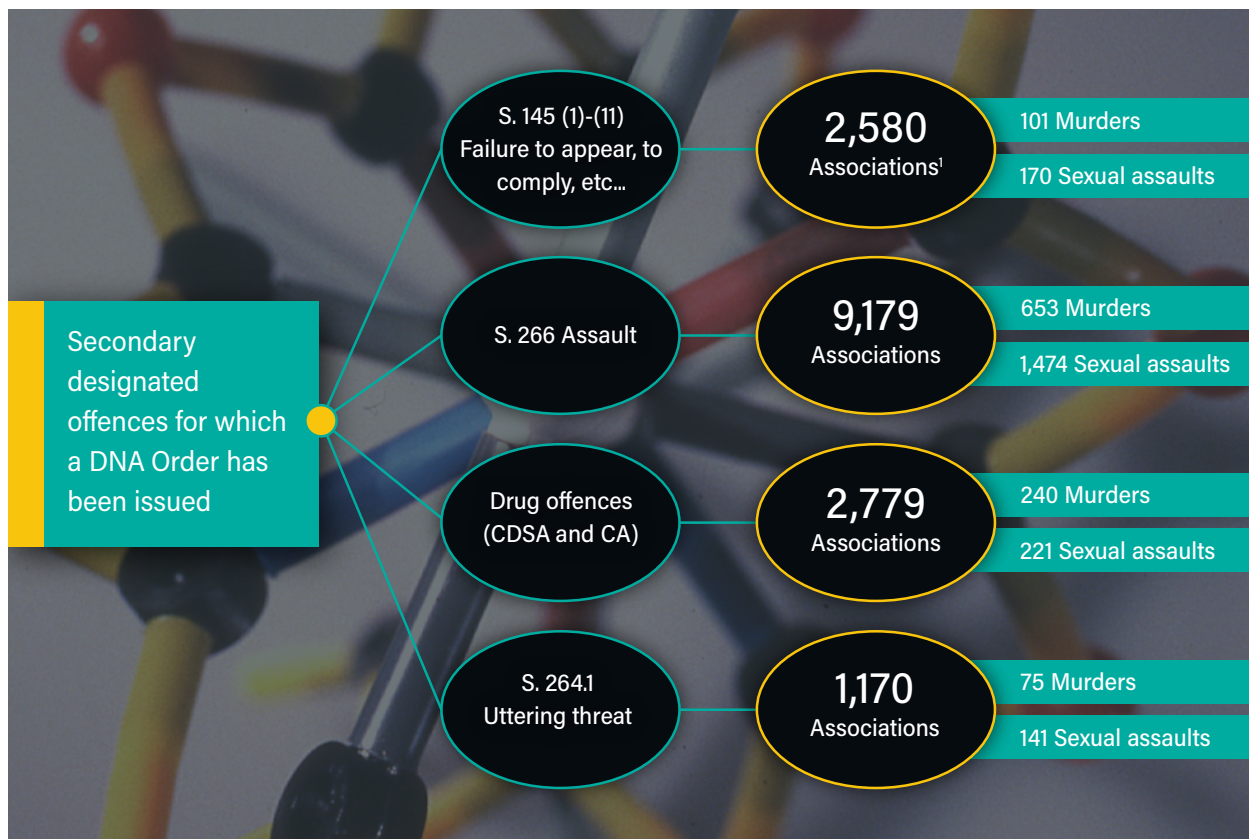 Secondary
designated
offences for which
a DNA Order has
been issued
S. 145 (1)-(11)
Failure to appear, to
comply, etc...
2,580
Associations¹
101 Murders
170 Sexual assaults
S. 266 Assault
9,179
Associations
653 Murders
1,474 Sexual assaults
Drug offences
(CDSA and CA)
2,779
Associations
240 Murders
221 Sexual assaults
S. 264.1
Uttering threat
1,170
Associations
75 Murders
141 Sexual assaults